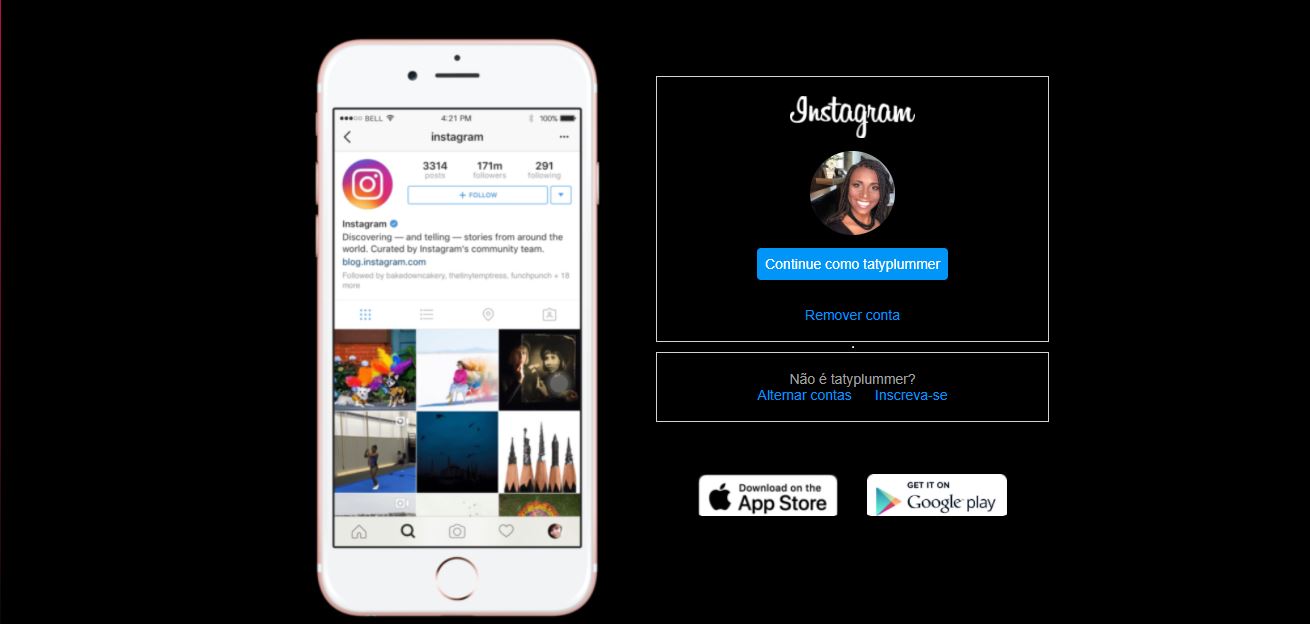 ●●●○○ BELL 4:21 PM 100%
instagram
3314 171m 291
posts followers following
+ FOLLOW
Instagram
Discovering — and telling — stories from around the
world. Curated by Instagram's community team.
blog.instagram.com
Followed by bakedowncakery, thetinytemptress, funchpunch + 18
more
Instagram
Continue como tatyplummer
Remover conta
.
Não é tatyplummer?
Alternar contas Inscreva-se
Download on the
App Store
GET IT ON
Google play